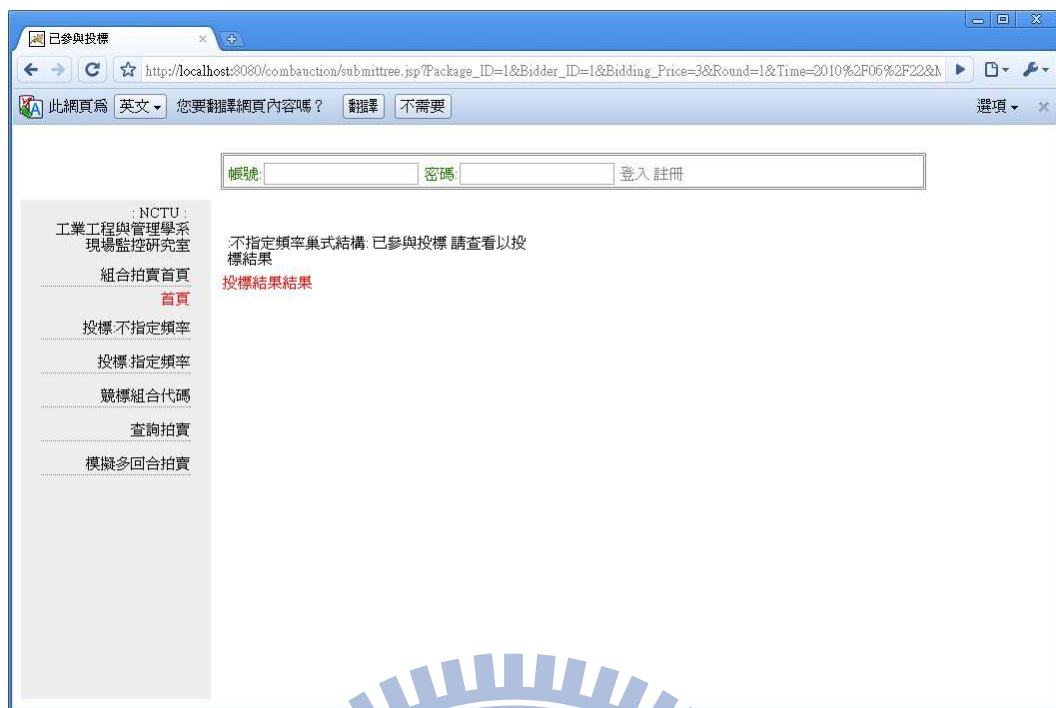 已參與投標
http://localhost:8080/combauction/submittree.jsp?Package_ID=1&Bidder_ID=1&Bidding_Price=3&Round=1&Time=2010%2F06%2F22&
此網頁為 英文 您要翻譯網頁內容嗎？ 翻譯 不需要 選項
帳號: 密碼: 登入 註冊
: NCTU :
工業工程與管理學系
現場監控研究室
組合拍賣首頁
首頁
投標:不指定頻率
投標:指定頻率
競標組合代碼
查詢拍賣
模擬多回合拍賣
:不指定頻率巢式結構: 已參與投標 請查看以投
標結果
投標結果結果